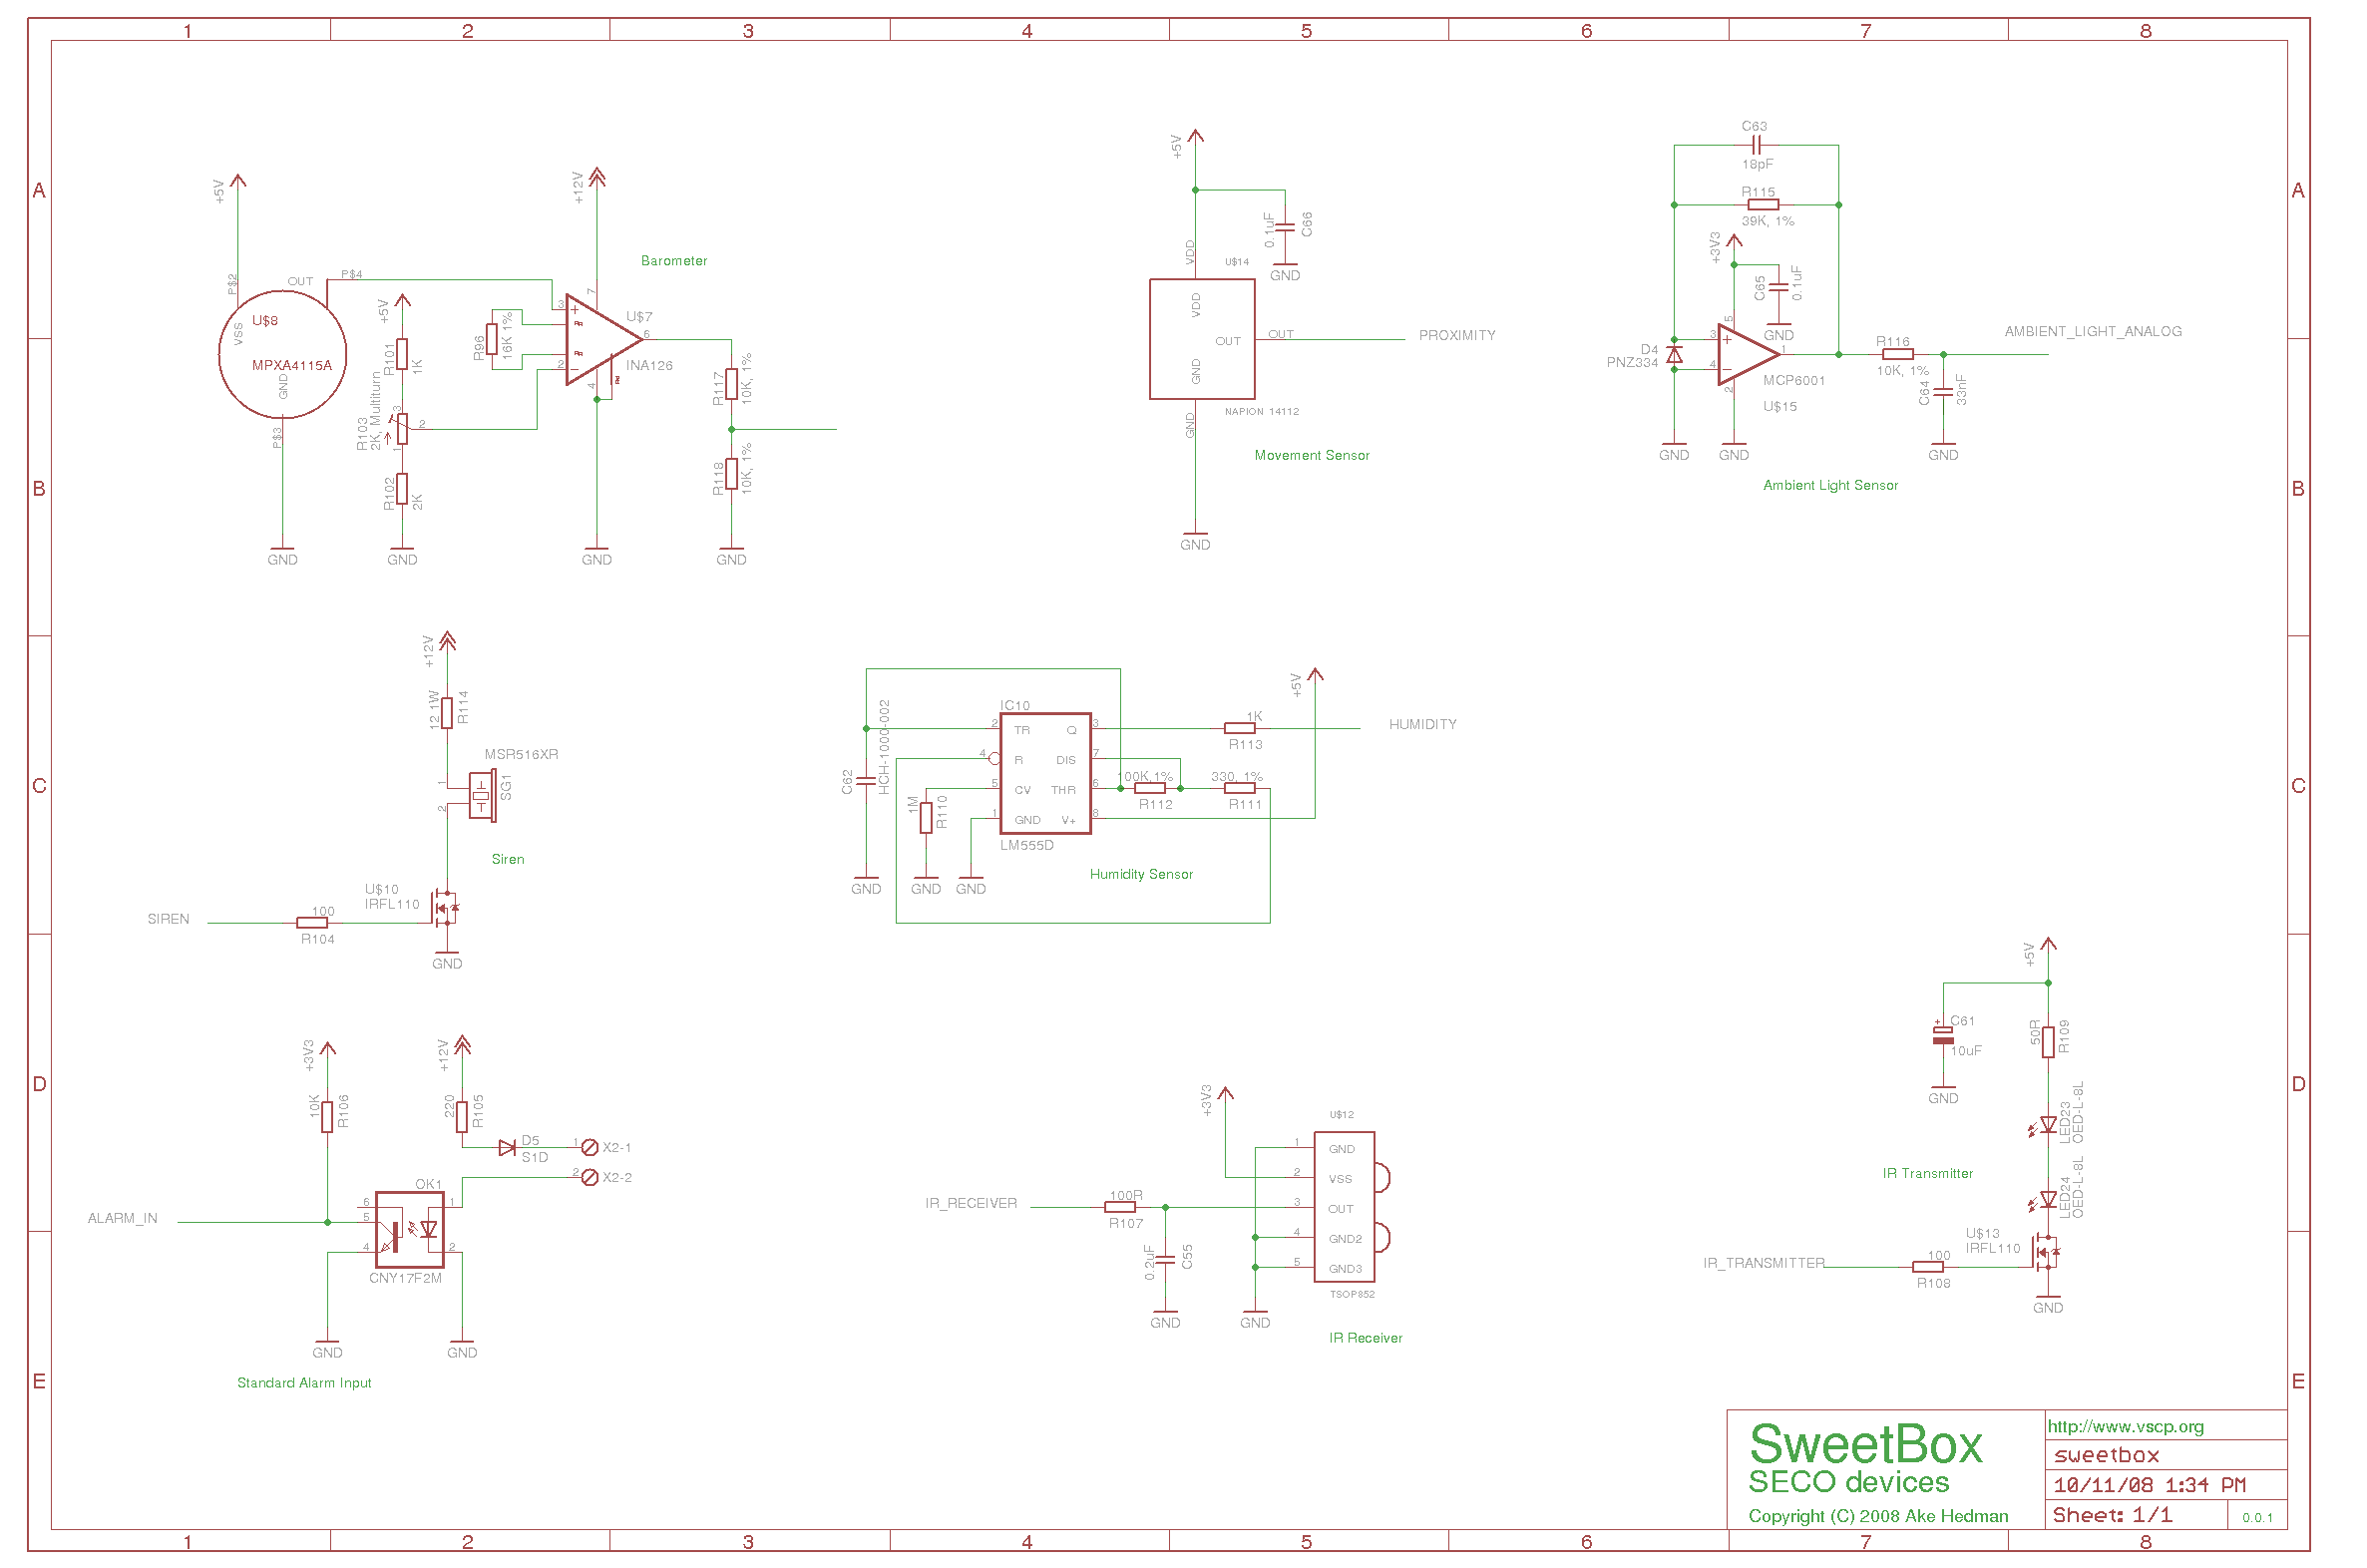 1 2 3 4 5 6 7 8
A
B
C
D
E
A
B
C
D
E
+5V
P$2
VSS
OUT
P$4
U$8
MPXA4115A
GND
P$3
GND
+5V
R101
1K
R103
2K, Multiturn
3
2
1
R102
2K
GND
+12V
Barometer
R96
16K 1%
3
2
7
6
4
U$7
INA126
GND
R117
10K, 1%
R118
10K, 1%
GND
+5V
0.1uF
C66
GND
VDD
U$14
VDD
OUT
OUT
PROXIMITY
GND
GND
NAPION 14112
Movement Sensor
GND
C63
18pF
R115
39K, 1%
+3V3
C65
0.1uF
GND
D4
PNZ334
5
3
4
1
2
MCP6001
U$15
R116
10K, 1%
C64
33nF
AMBIENT_LIGHT_ANALOG
GND
GND
GND
Ambient Light Sensor
+12V
12 1W
R114
MSR516XR
1
2
SG1
Siren
U$10
IRFL110
SIREN
100
R104
GND
+5V
IC10
2
TR
Q
3
1K
R113
HUMIDITY
4
R
DIS
7
100K,1%
R112
330, 1%
R111
5
CV
THR
6
1
GND
V+
8
LM555D
C62
HCH-1000-002
1M
R110
GND
GND
GND
Humidity Sensor
+3V3
+12V
10K
R106
220
R105
D5
S1D
1
X2-1
2
X2-2
OK1
6
5
4
1
2
CNY17F2M
ALARM_IN
GND
GND
Standard Alarm Input
+3V3
U$12
1
GND
2
VSS
3
OUT
4
GND2
5
GND3
TSOP852
IR_RECEIVER
100R
R107
0.2uF
C55
GND
GND
IR Receiver
+5V
+
C61
10uF
GND
50R
R109
LED23
OED-L-8L
LED24
OED-L-8L
IR Transmitter
U$13
IRFL110
IR_TRANSMITTER
100
R108
GND
SweetBox
SECO devices
Copyright (C) 2008 Ake Hedman
http://www.vscp.org
sweetbox
10/11/08 1:34 PM
Sheet: 1/1
0.0.1
1 2 3 4 5 6 7 8